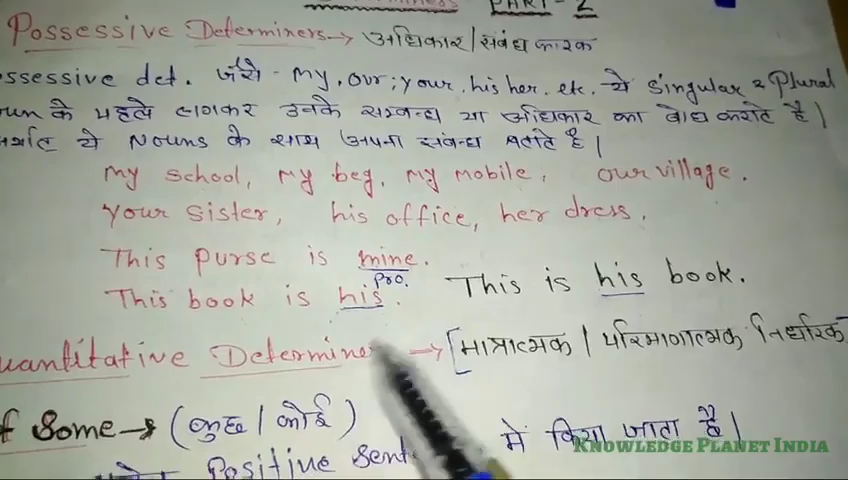 PART-2
Possessive Determiners → अधिकार/संबंध कारक
ossessive det. जैसे - my, our, your, his her. etc. ये singular व Plural
oun के पहले लगकर उनके सम्बन्ध या अधिकार का बोध कराते है।
ये Nouns के साथ अपना संबन्ध बताते है।
my school, my beg, my mobile, our village.
your sister, his office, her dress.
This purse is mine.
pro.
This book is his. This is his book.
uantitative Determiner → [मात्रात्मक / परिमाणात्मक निर्धारक
f Some → (कुछ / कोई)
Positive Sent में किया जाता है।
KNOWLEDGE PLANET INDIA